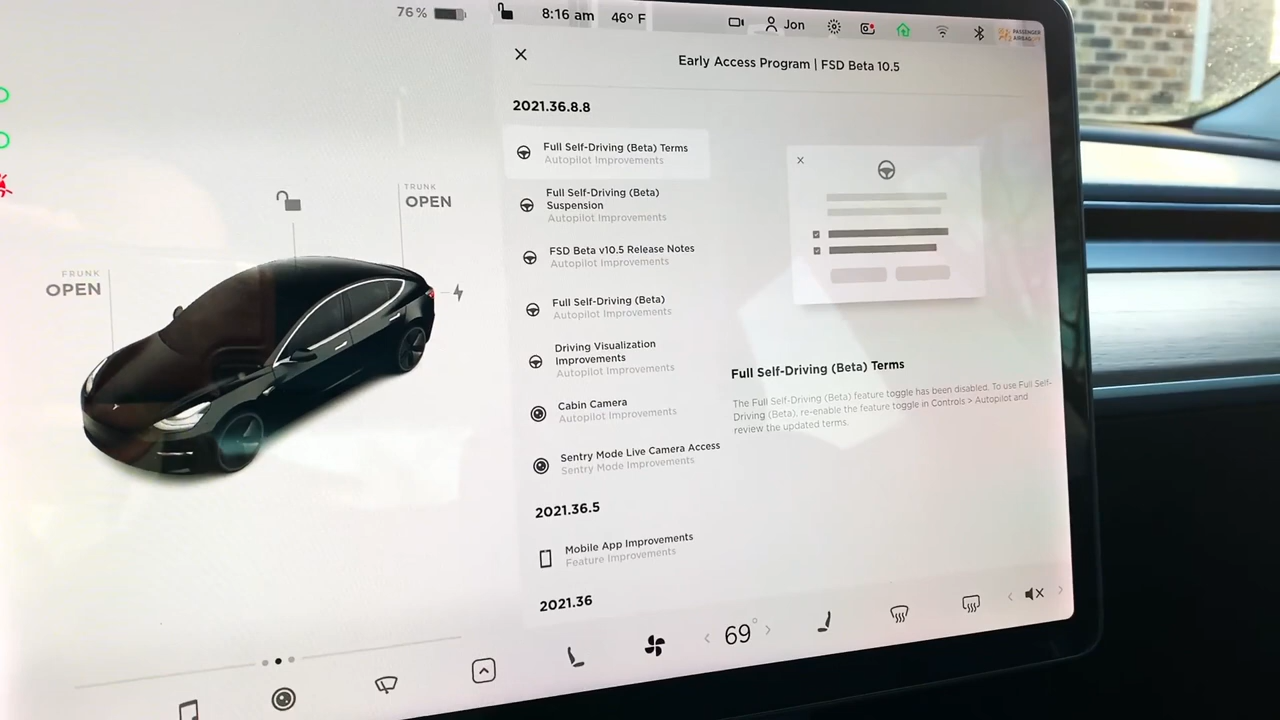 76 %
8:16 am
46° F
Jon
PASSENGER
AIRBAG OFF
Early Access Program | FSD Beta 10.5
2021.36.8.8
Full Self-Driving (Beta) Terms
Autopilot Improvements
Full Self-Driving (Beta)
Suspension
Autopilot Improvements
FSD Beta v10.5 Release Notes
Autopilot Improvements
Full Self-Driving (Beta)
Autopilot Improvements
Driving Visualization
Improvements
Autopilot Improvements
Cabin Camera
Autopilot Improvements
Sentry Mode Live Camera Access
Sentry Mode Improvements
2021.36.5
Mobile App Improvements
Feature Improvements
2021.36
Full Self-Driving (Beta) Terms
The Full Self-Driving (Beta) feature toggle has been disabled. To use Full Self-
Driving (Beta), re-enable the feature toggle in Controls > Autopilot and
review the updated terms.
TRUNK
OPEN
FRUNK
OPEN
69°